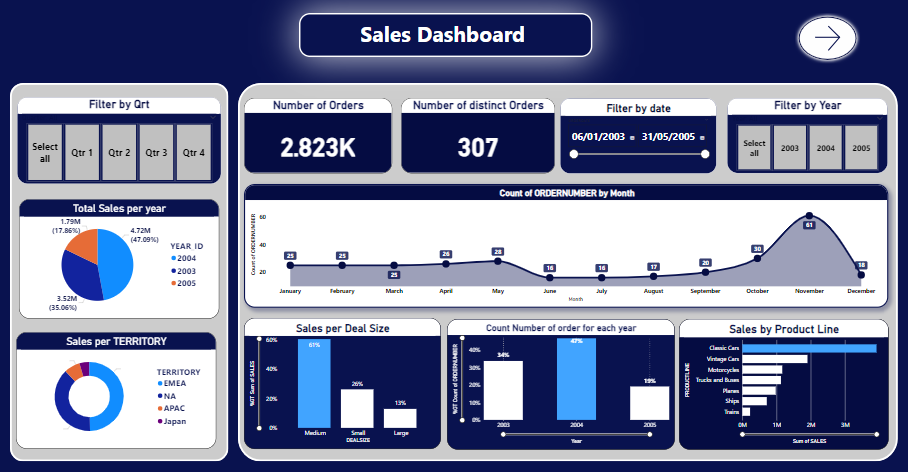 Sales Dashboard
Filter by Qrt
Select all
Qtr 1
Qtr 2
Qtr 3
Qtr 4
Number of Orders
2.823K
Number of distinct Orders
307
Filter by date
06/01/2003
31/05/2005
Filter by Year
Select all
2003
2004
2005
Total Sales per year
1.79M
(17.86%)
4.72M
(47.09%)
3.52M
(35.06%)
YEAR ID
2004
2003
2005
Count of ORDERNUMBER by Month
Count of ORDERNUMBER
60
40
20
25
25
25
26
28
16
16
17
20
30
61
18
January
February
March
April
May
June
July
August
September
October
November
December
Month
Sales per TERRITORY
TERRITORY
EMEA
NA
APAC
Japan
Sales per Deal Size
%GT Sum of SALES
60%
40%
20%
0%
61%
26%
13%
Medium
Small
Large
DEALSIZE
Count Number of order for each year
%GT Count of ORDERNUMBER
40%
30%
20%
10%
0%
34%
47%
19%
2003
2004
2005
Year
Sales by Product Line
PRODUCTLINE
Classic Cars
Vintage Cars
Motorcycles
Trucks and Buses
Planes
Ships
Trains
0M
1M
2M
3M
Sum of SALES